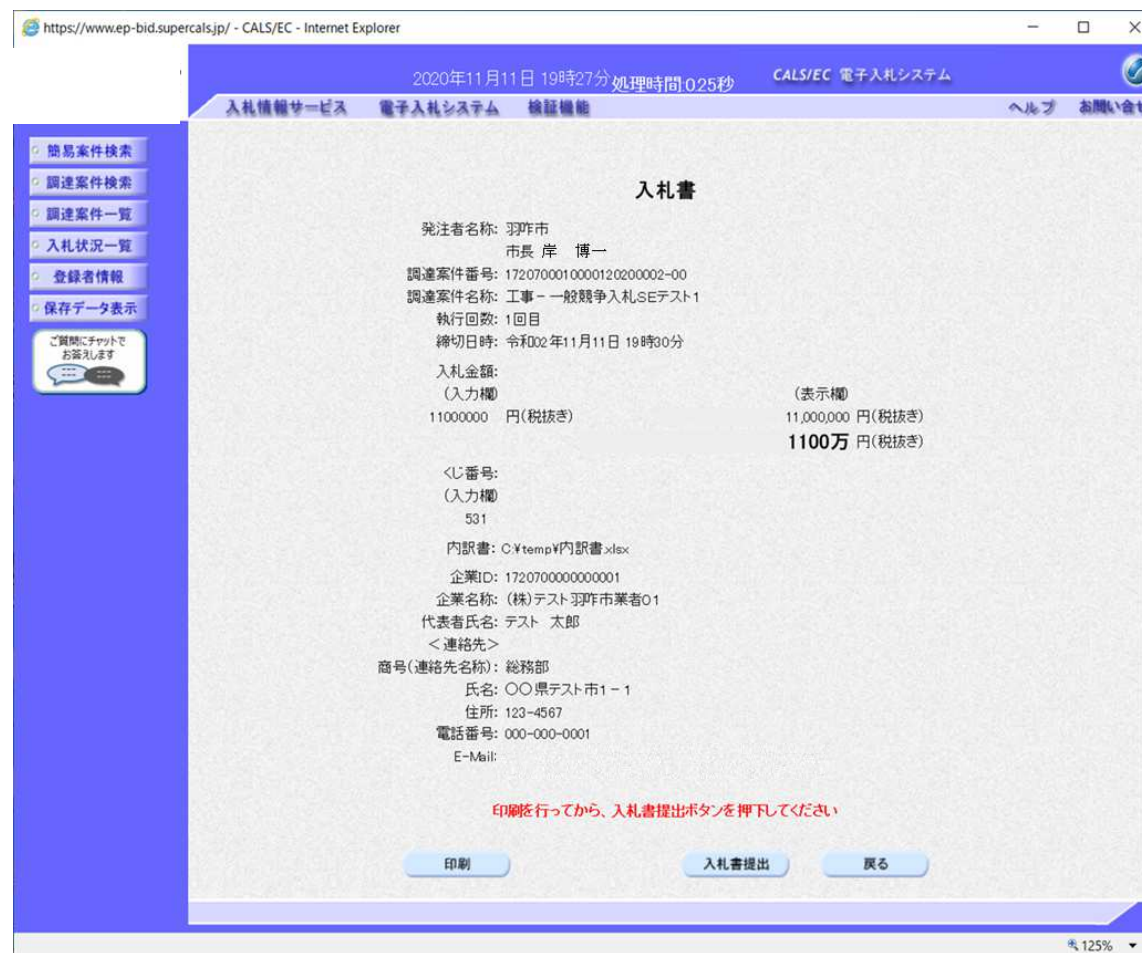 https://www.ep-bid.supercals.jp/ - CALS/EC - Internet Explorer
2020年11月11日 19時27分 処理時間:0.25秒 CALS/EC 電子入札システム
入札情報サービス 電子入札システム 検証機能 ヘルプ お問い合せ
簡易案件検索
調達案件検索
調達案件一覧
入札状況一覧
登録者情報
保存データ表示
ご質問にチャットで
お答えします
入札書
発注者名称: 羽咋市
市長 岸 博一
調達案件番号: 1720700010000120200002-00
調達案件名称: 工事-一般競争入札SEテスト1
執行回数: 1回目
締切日時: 令和02年11月11日 19時30分
入札金額:
(入力欄) (表示欄)
11000000 円(税抜き) 11,000,000 円(税抜き)
1100万 円(税抜き)
くじ番号:
(入力欄)
531
内訳書: C:¥temp¥内訳書.xlsx
企業ID: 1720700000000001
企業名称: (株)テスト羽咋市業者01
代表者氏名: テスト 太郎
<連絡先>
商号(連絡先名称): 総務部
氏名: 〇〇県テスト市1-1
住所: 123-4567
電話番号: 000-000-0001
E-Mail:
印刷を行ってから、入札書提出ボタンを押下してください
印刷 入札書提出 戻る
125%